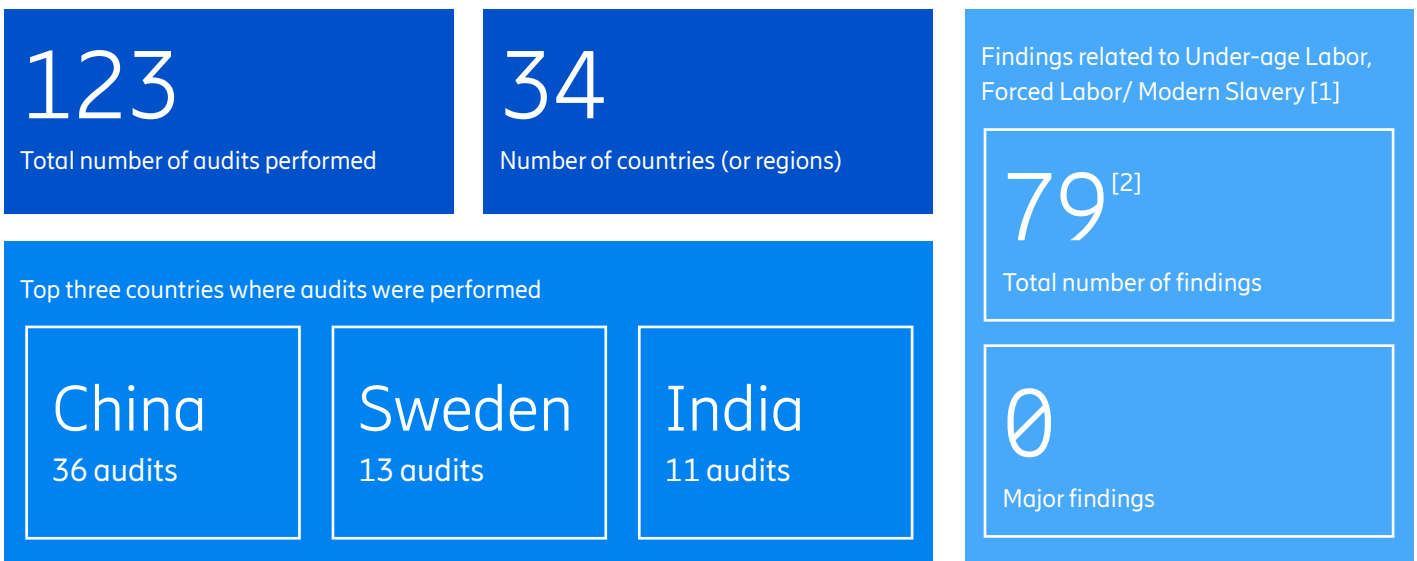 123
Total number of audits performed
34
Number of countries (or regions)
Top three countries where audits were performed
China
36 audits
Sweden
13 audits
India
11 audits
Findings related to Under-age Labor,
Forced Labor/ Modern Slavery [1]
79 [2]
Total number of findings
0
Major findings